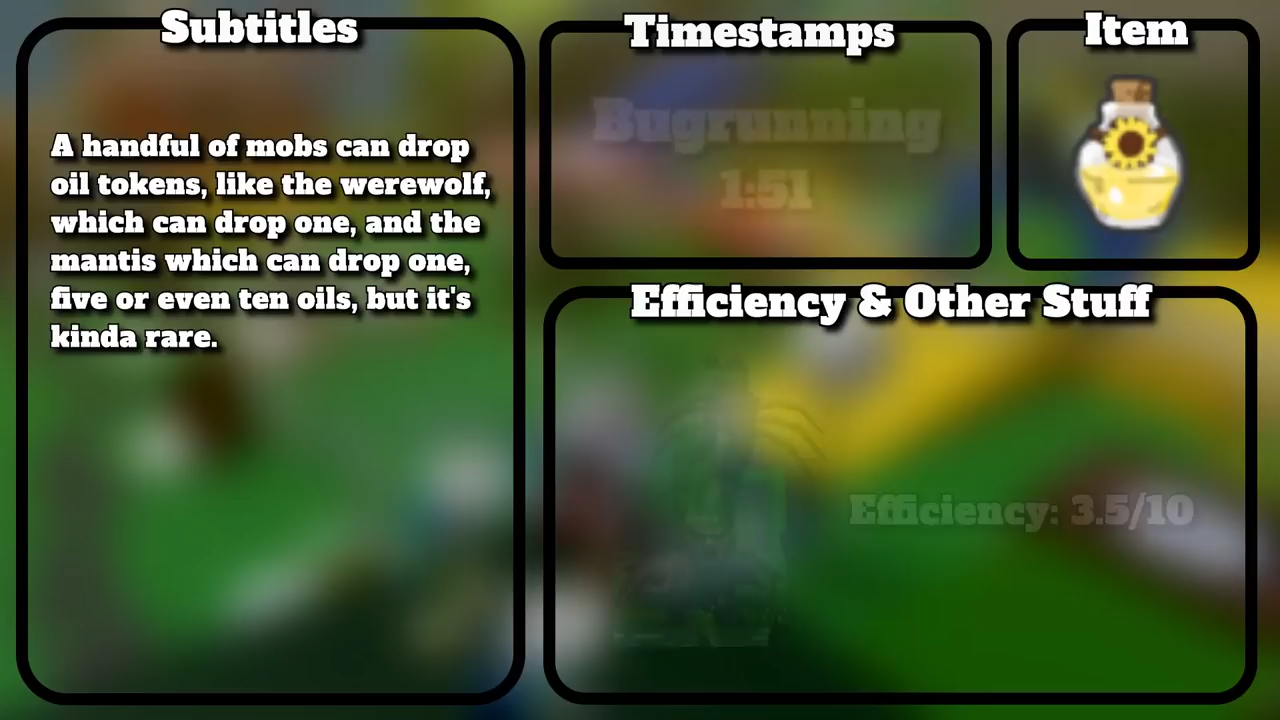 Subtitles
A handful of mobs can drop
oil tokens, like the werewolf,
which can drop one, and the
mantis which can drop one,
five or even ten oils, but it's
kinda rare.
Timestamps
Bugrunning
1:51
Item
Efficiency & Other Stuff
Efficiency: 3.5/10